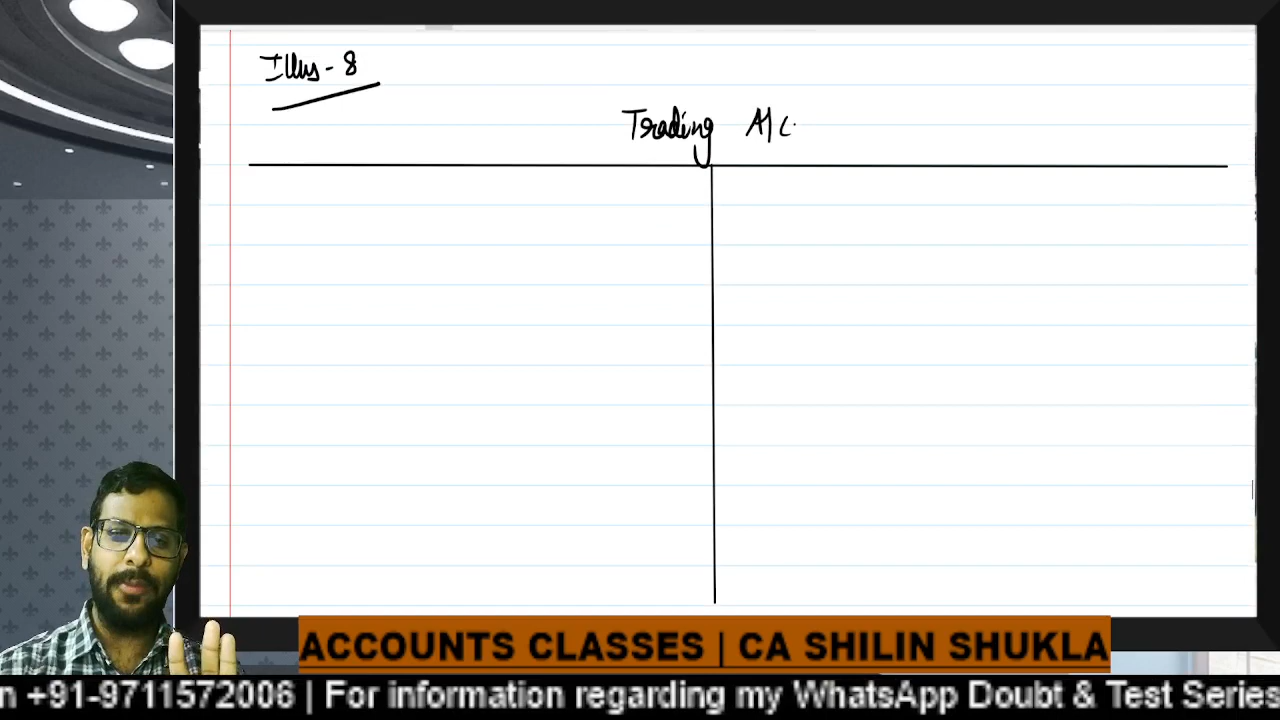 Illus - 8
Trading A/c
ACCOUNTS CLASSES | CA SHILIN SHUKLA
n +91-9711572006 | For information regarding my WhatsApp Doubt & Test Series